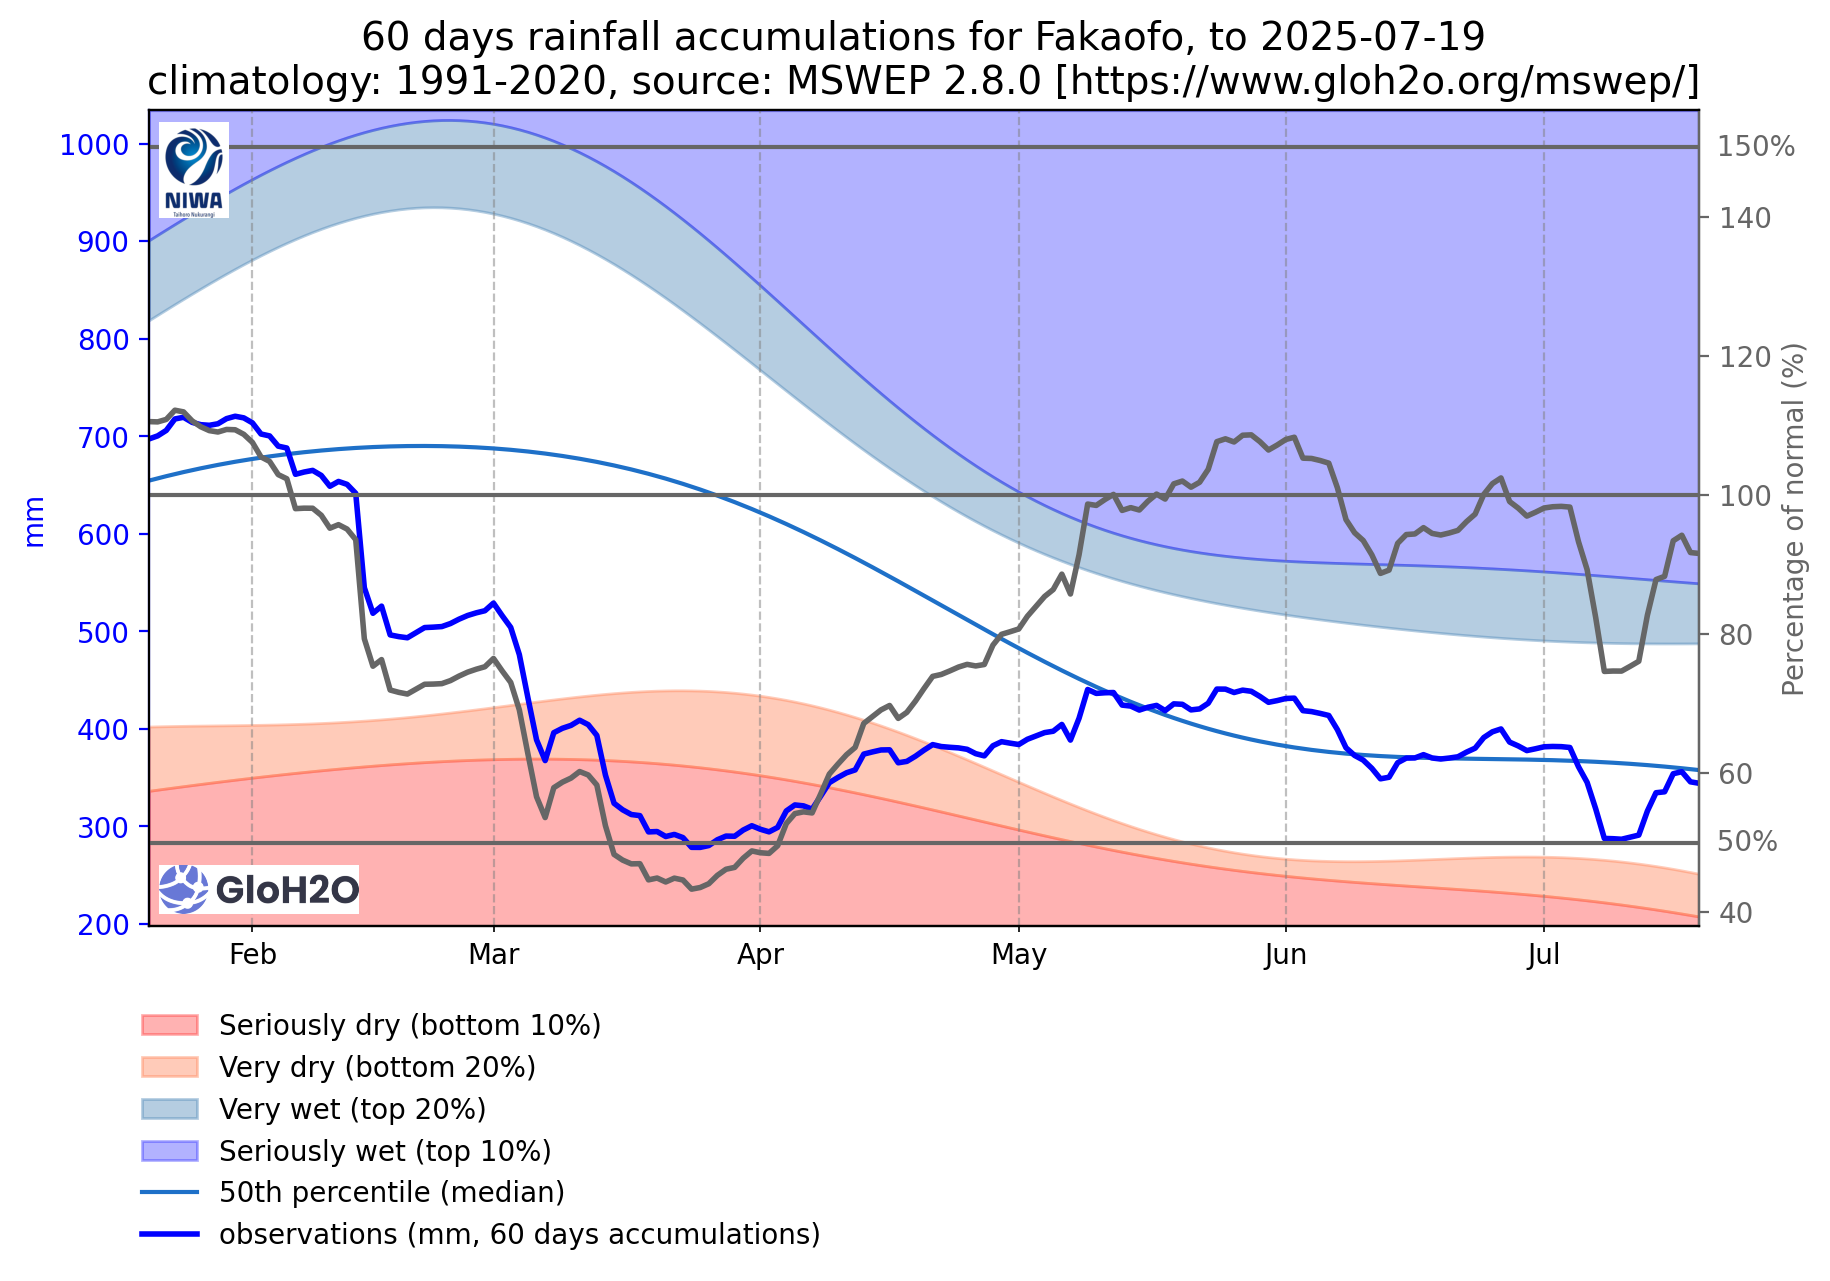 60 days rainfall accumulations for Fakaofo, to 2025-07-19
climatology: 1991-2020, source: MSWEP 2.8.0 [https://www.gloh2o.org/mswep/]
NIWA
Taihoro Nukurangi
1000
900
800
700
600
500
400
300
200
mm
150%
140
120
100
80
60
50%
40
Percentage of normal (%)
GloH2O
Feb
Mar
Apr
May
Jun
Jul
Seriously dry (bottom 10%)
Very dry (bottom 20%)
Very wet (top 20%)
Seriously wet (top 10%)
50th percentile (median)
observations (mm, 60 days accumulations)